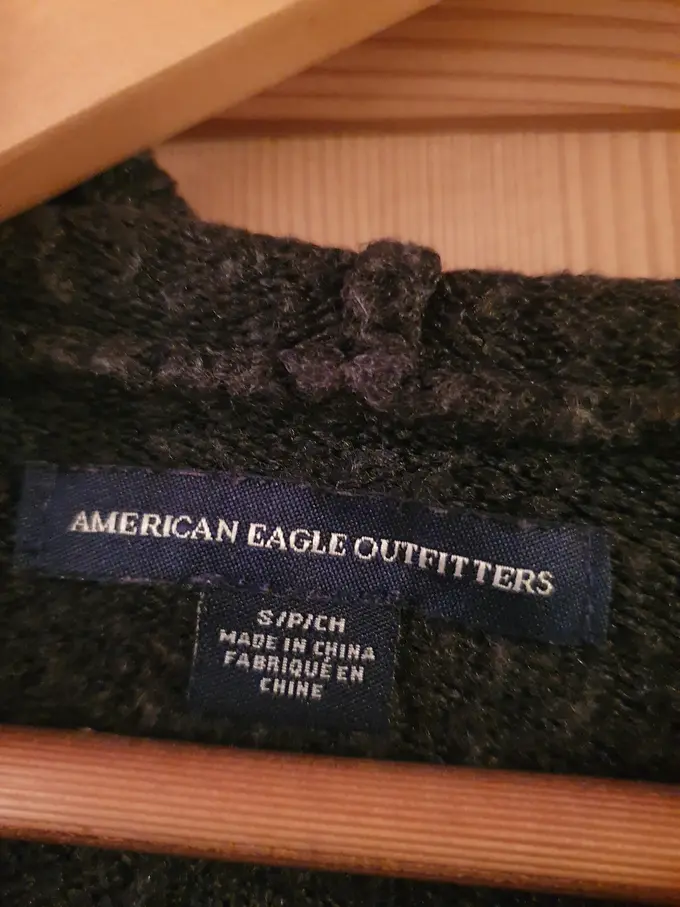 AMERICAN EAGLE OUTFITTERS
S/P/CH
MADE IN CHINA
FABRIQUÉ EN
CHINE